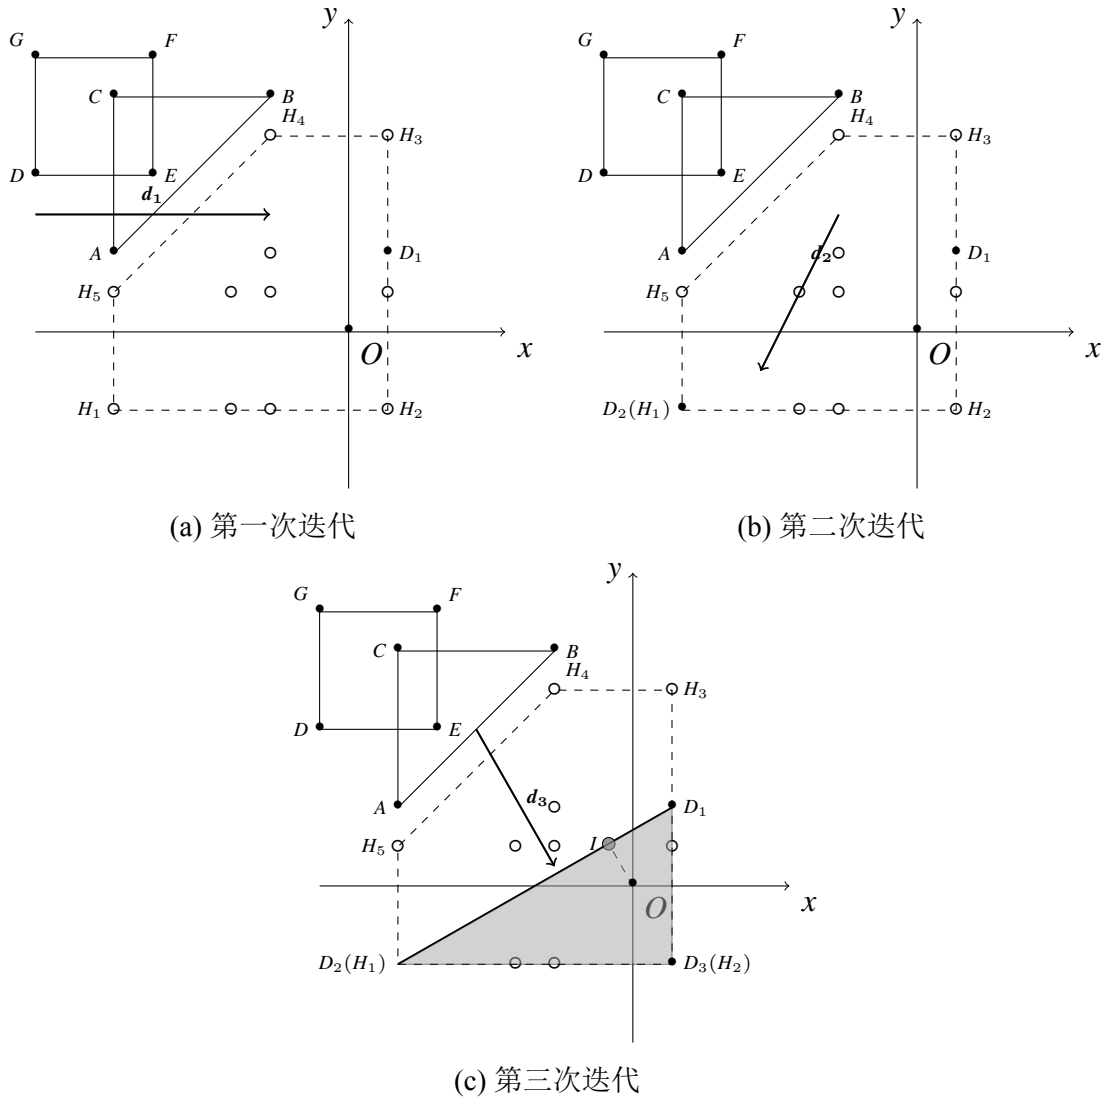 y
G
F
C
B
H₄
H₃
D
E
d₁
A
D₁
H₅
O
x
H₁
H₂
(a) 第一次迭代
y
G
F
C
B
H₄
H₃
D
E
d₂
A
D₁
H₅
O
x
D₂(H₁)
H₂
(b) 第二次迭代
y
G
F
C
B
H₄
H₃
D
E
d₃
A
D₁
H₅
I
O
x
D₂(H₁)
D₃(H₂)
(c) 第三次迭代